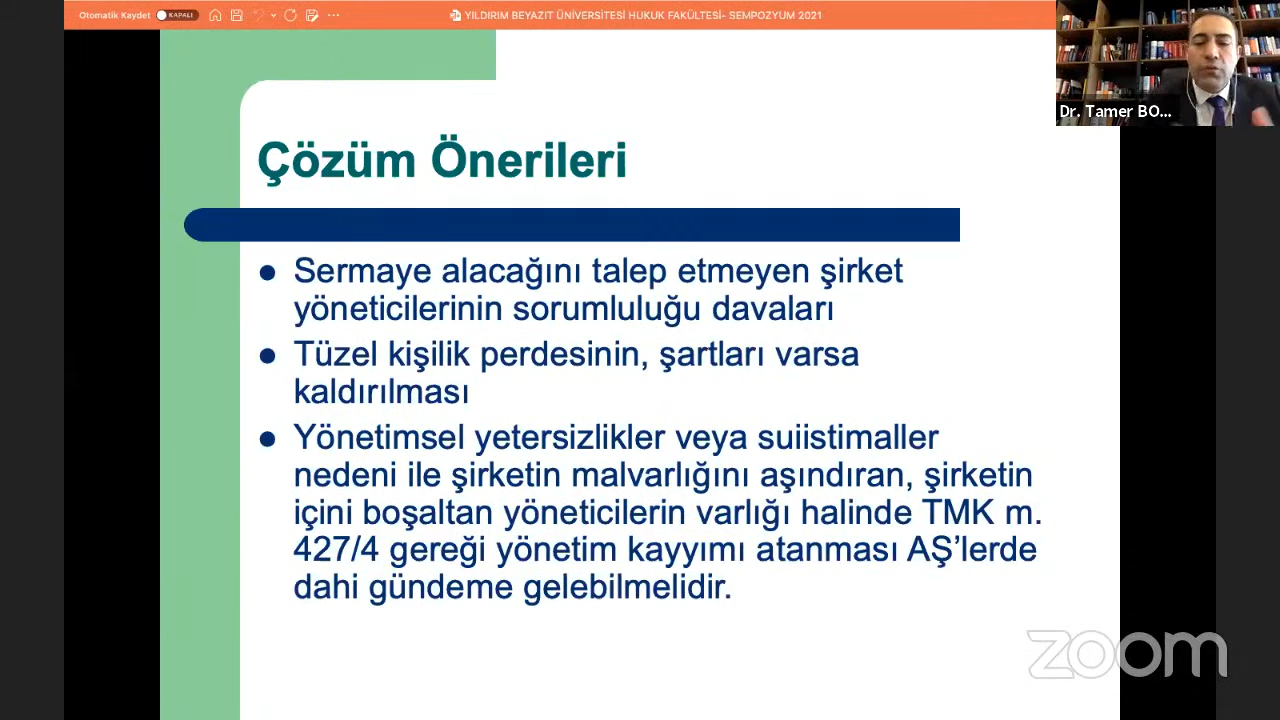 Otomatik Kaydet KAPALI
YILDIRIM BEYAZIT ÜNİVERSİTESİ HUKUK FAKÜLTESİ- SEMPOZYUM 2021
Dr. Tamer BO...
Çözüm Önerileri
Sermaye alacağını talep etmeyen şirket
yöneticilerinin sorumluluğu davaları
Tüzel kişilik perdesinin, şartları varsa
kaldırılması
Yönetimsel yetersizlikler veya suiistimaller
nedeni ile şirketin malvarlığını aşındıran, şirketin
içini boşaltan yöneticilerin varlığı halinde TMK m.
427/4 gereği yönetim kayyımı atanması AŞ’lerde
dahi gündeme gelebilmelidir.
zoom